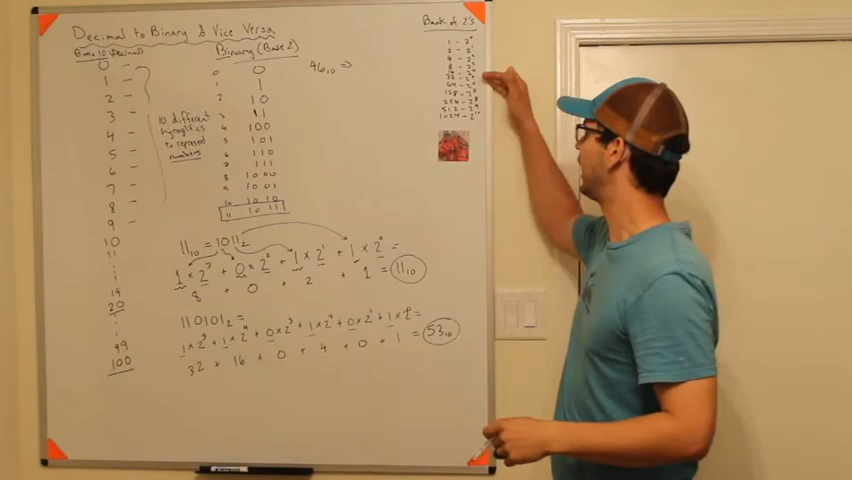 Decimal to Binary & Vice Versa
Base 10 (Decimal)
0 -
1 -
2 -
3 -
4 -
5 -
6 -
7 -
8 -
9 -
10
11
:
19
20
:
49
100
10 different
hyroglifics
to represent
numbers
Binary (Base 2)
0 0
1 1
2 10
3 11
4 100
5 101
6 110
7 111
8 1000
9 1001
10 1010
11 1011
46₁₀ ⇒
Bank of 2's
1 - 2⁰
2 - 2¹
4 - 2²
8 - 2³
16 - 2⁴
32 - 2⁵
64 - 2⁶
128 - 2⁷
256 - 2⁸
512 - 2⁹
1024 - 2¹⁰
11₁₀ = 1011₂
1 × 2³ + 0 × 2² + 1 × 2¹ + 1 × 2⁰ =
8 + 0 + 2 + 1 = 11₁₀
110101₂ =
1×2⁵ + 1×2⁴ + 0×2³ + 1×2² + 0×2¹ + 1×2⁰ =
32 + 16 + 0 + 4 + 0 + 1 = 53₁₀